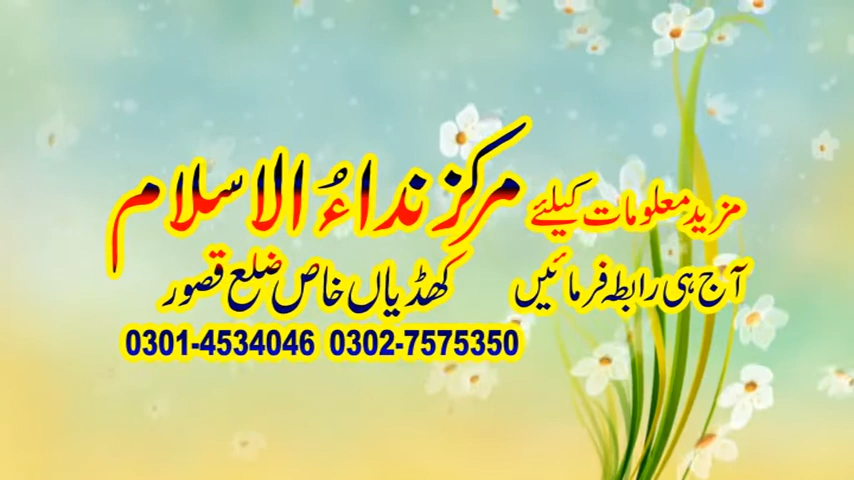 مزید معلومات کیلئے مرکز نداءُ الاسلام
آج ہی رابطہ فرمائیں کھڈیاں خاص ضلع قصور
0301-4534046 0302-7575350